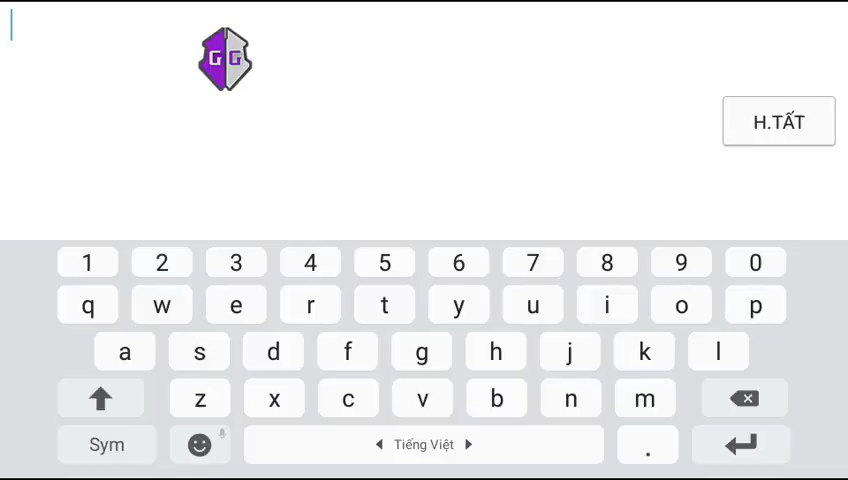 GG
H.TẤT
1 2 3 4 5 6 7 8 9 0
q w e r t y u i o p
a s d f g h j k l
z x c v b n m
Sym Tiếng Việt .